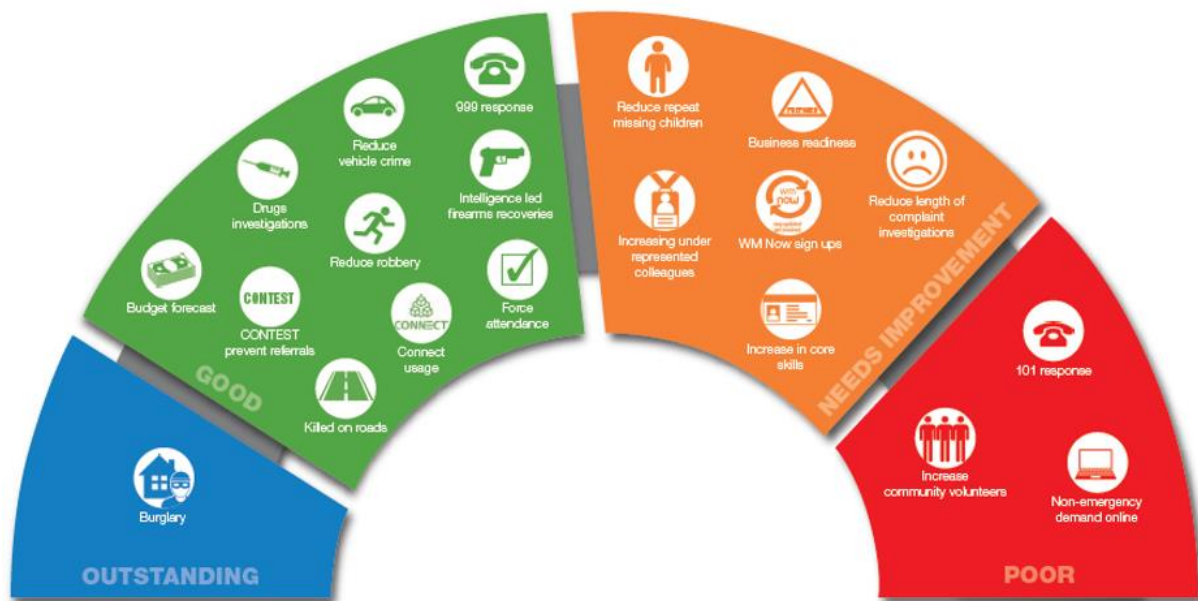 999 response
Reduce
vehicle crime
Drugs
investigations
Intelligence led
firearms recoveries
Reduce robbery
Budget forecast
CONTEST
CONTEST
prevent referrals
CONNECT
Connect
usage
Force
attendance
Killed on roads
GOOD
Burglary
OUTSTANDING
Reduce repeat
missing children
Business readiness
Reduce length of
complaint
investigations
Increasing under
represented
colleagues
wm
now
WM Now sign ups
Increase in core
skills
NEEDS IMPROVEMENT
101 response
Increase
community volunteers
Non-emergency
demand online
POOR